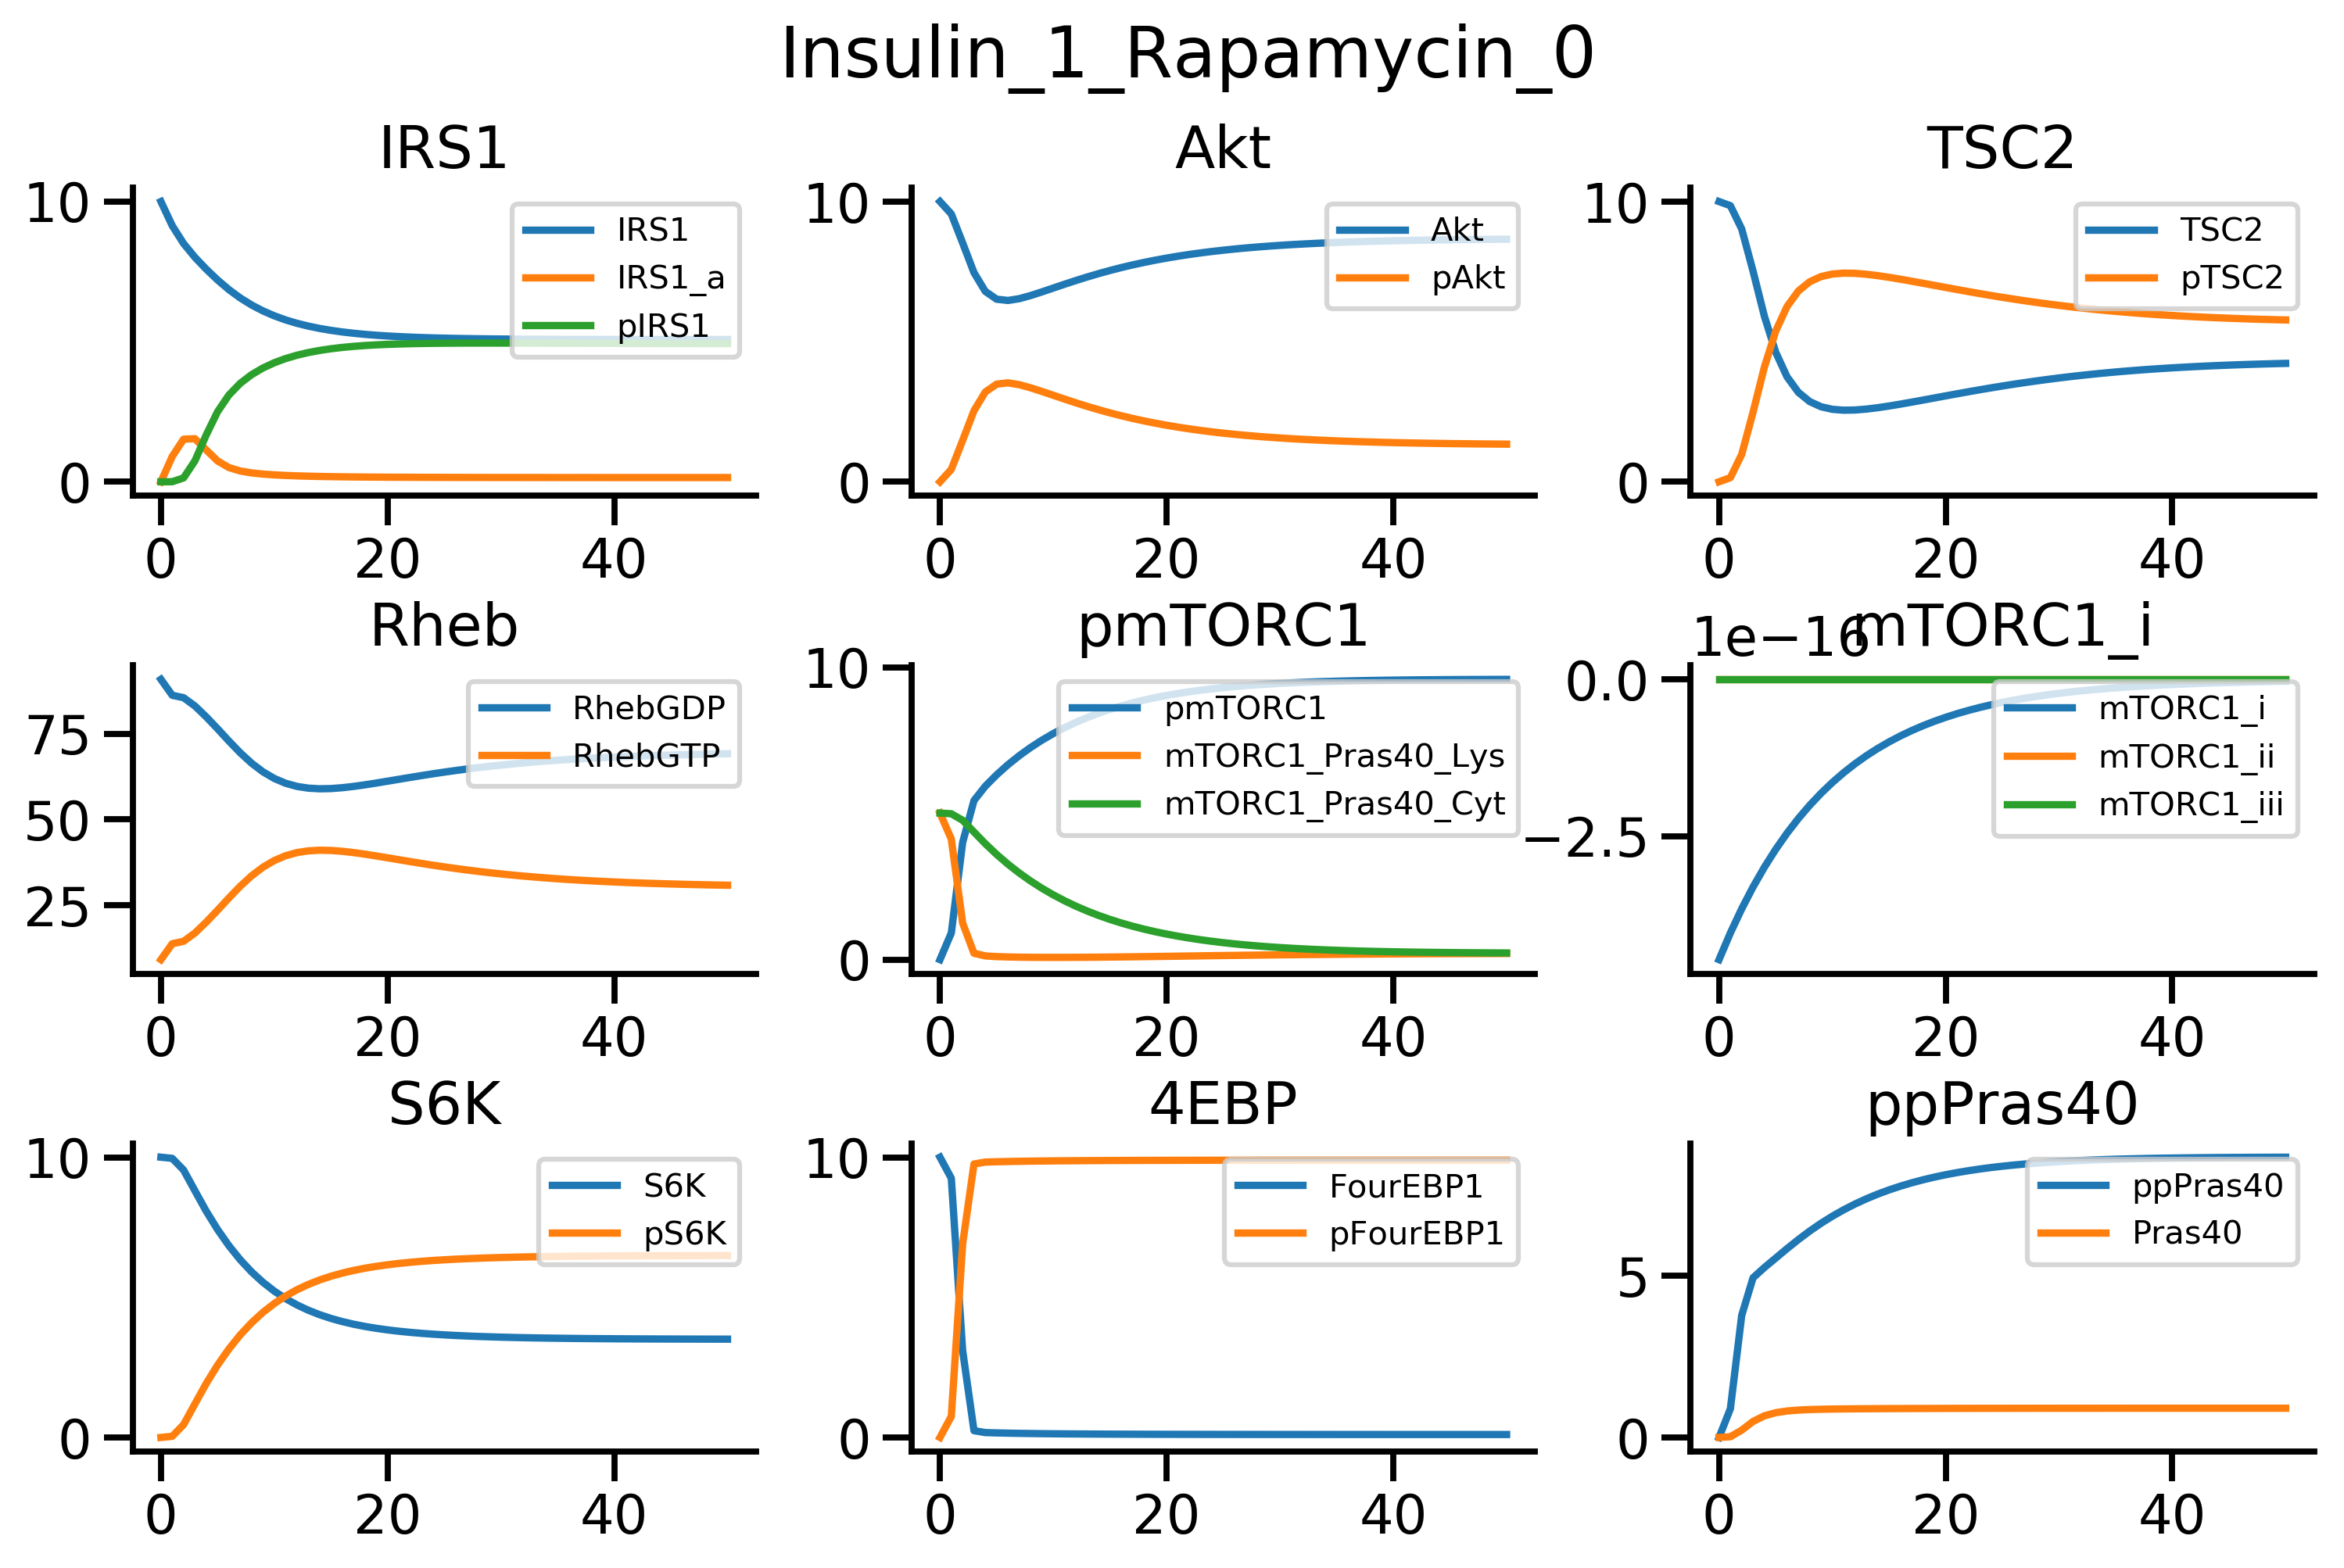 Insulin_1_Rapamycin_0
IRS1
10
0
0
20
40
IRS1
IRS1_a
pIRS1
Akt
10
0
0
20
40
Akt
pAkt
TSC2
10
0
0
20
40
TSC2
pTSC2
Rheb
75
50
25
0
20
40
RhebGDP
RhebGTP
pmTORC1
10
0
0
20
40
pmTORC1
mTORC1_Pras40_Lys
mTORC1_Pras40_Cyt
1e−16
mTORC1_i
0.0
−2.5
0
20
40
mTORC1_i
mTORC1_ii
mTORC1_iii
S6K
10
0
0
20
40
S6K
pS6K
4EBP
10
0
0
20
40
FourEBP1
pFourEBP1
ppPras40
5
0
0
20
40
ppPras40
Pras40